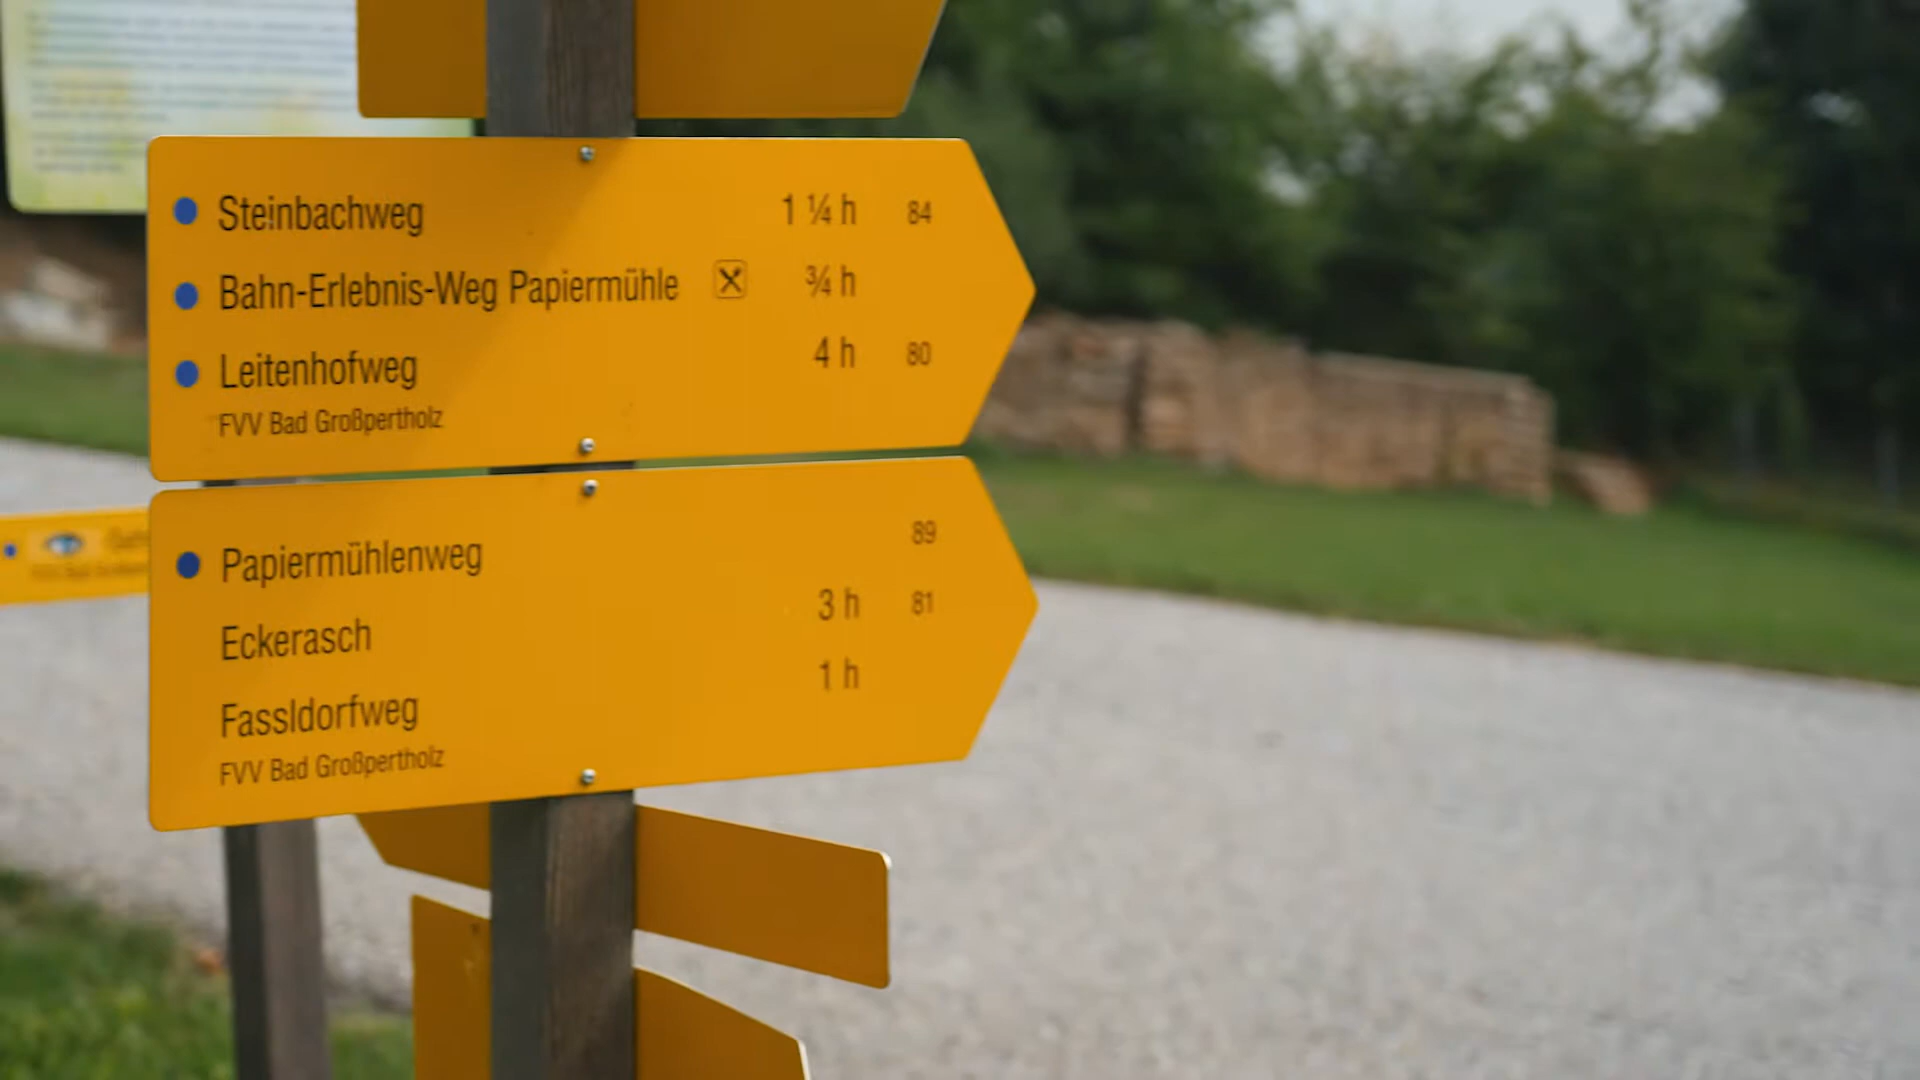 Steinbachweg 1 ¼ h 84
Bahn-Erlebnis-Weg Papiermühle ¾ h
Leitenhofweg 4 h 80
FVV Bad Großpertholz
Papiermühlenweg 89
Eckerasch 3 h 81
Fassldorfweg 1 h
FVV Bad Großpertholz